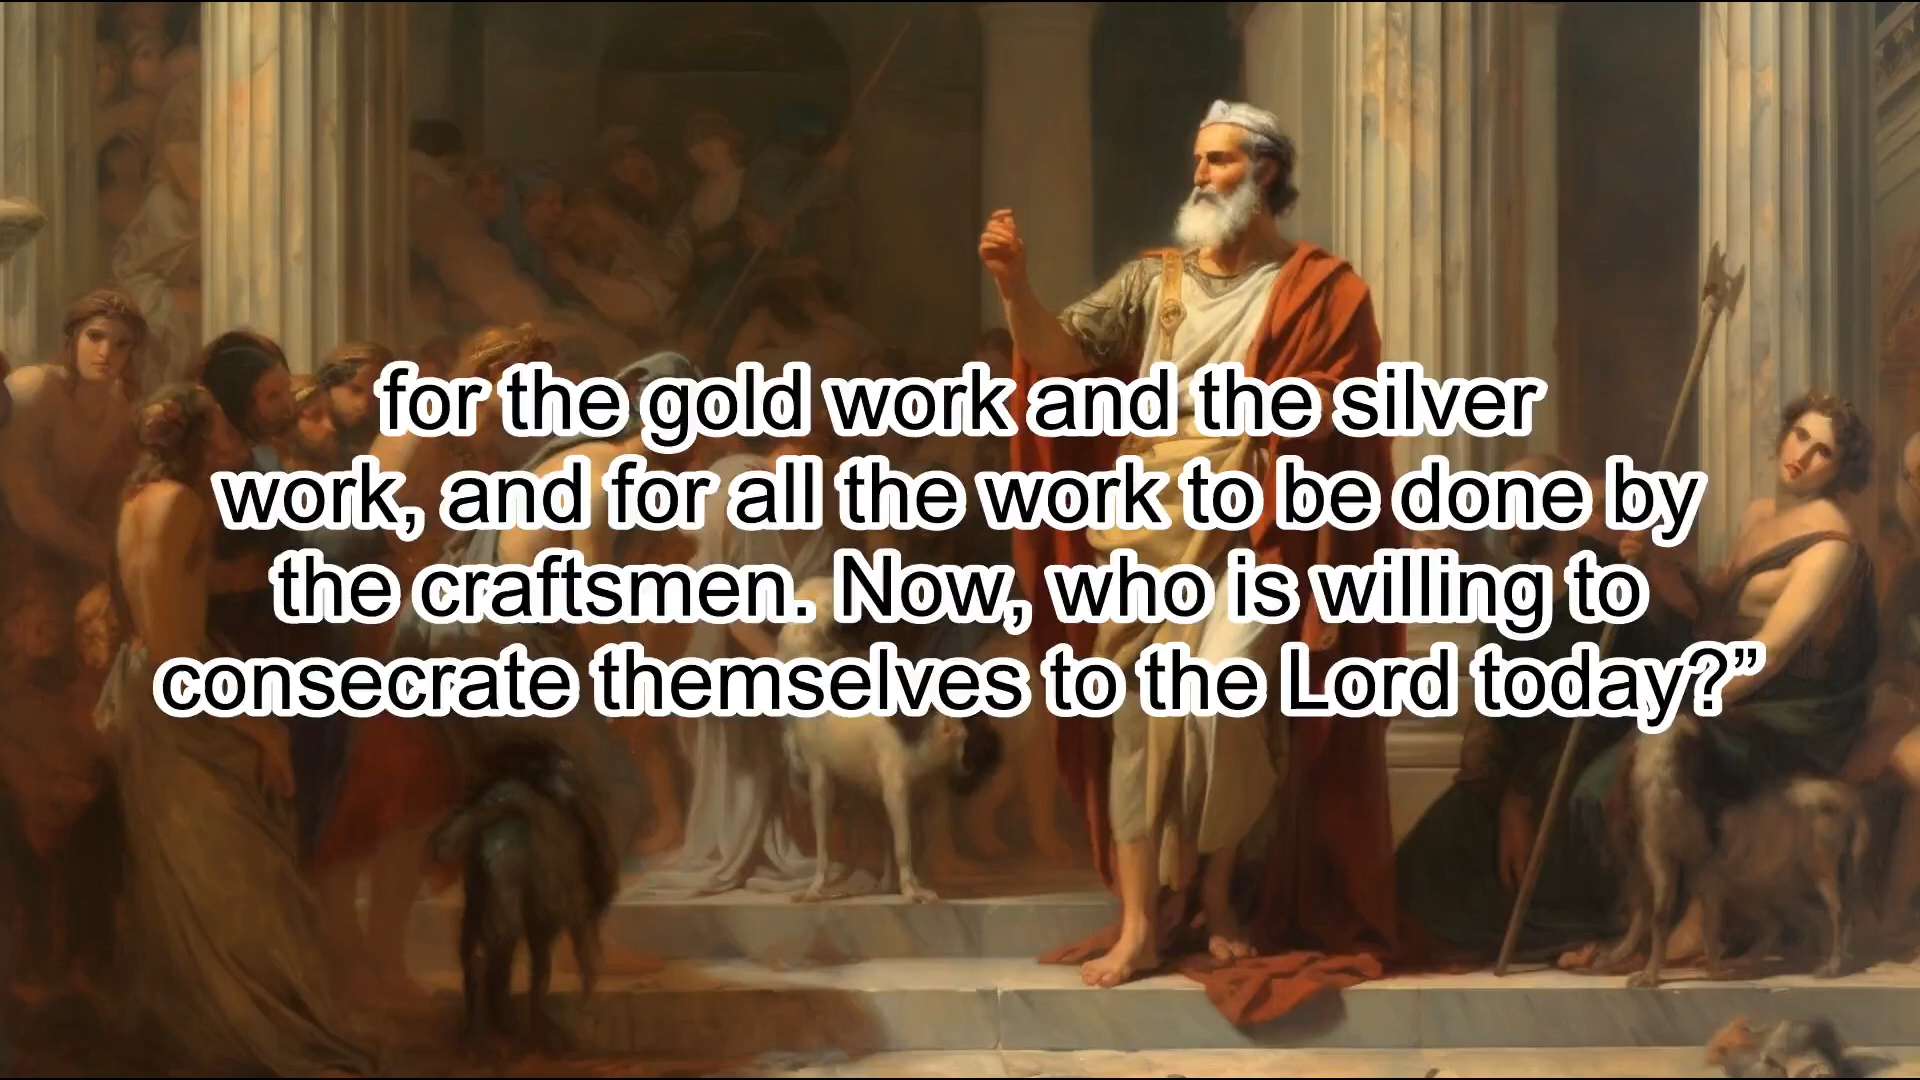 for the gold work and the silver
work, and for all the work to be done by
the craftsmen. Now, who is willing to
consecrate themselves to the Lord today?”